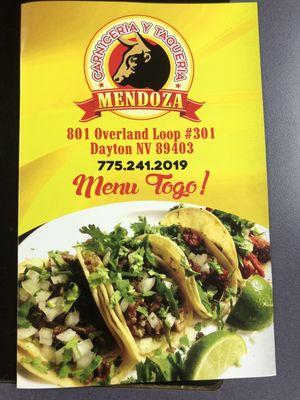 CARNICERIA Y TAQUERIA
MENDOZA
801 Overland Loop #301
Dayton NV 89403
775.241.2019
Menu Togo!